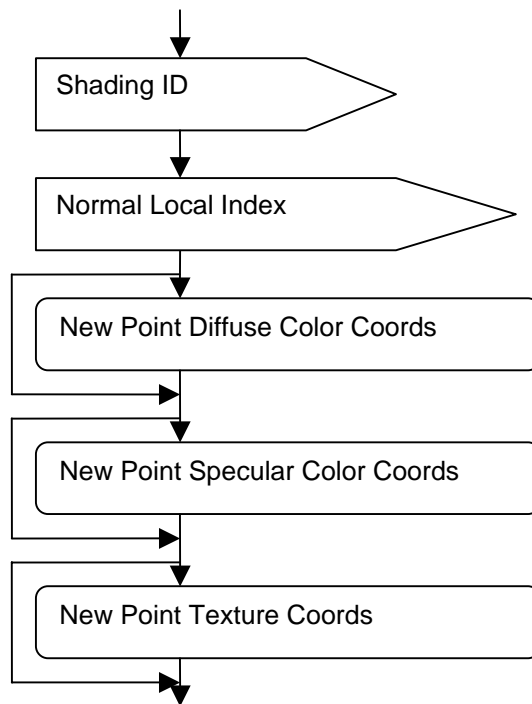 Shading ID
Normal Local Index
New Point Diffuse Color Coords
New Point Specular Color Coords
New Point Texture Coords